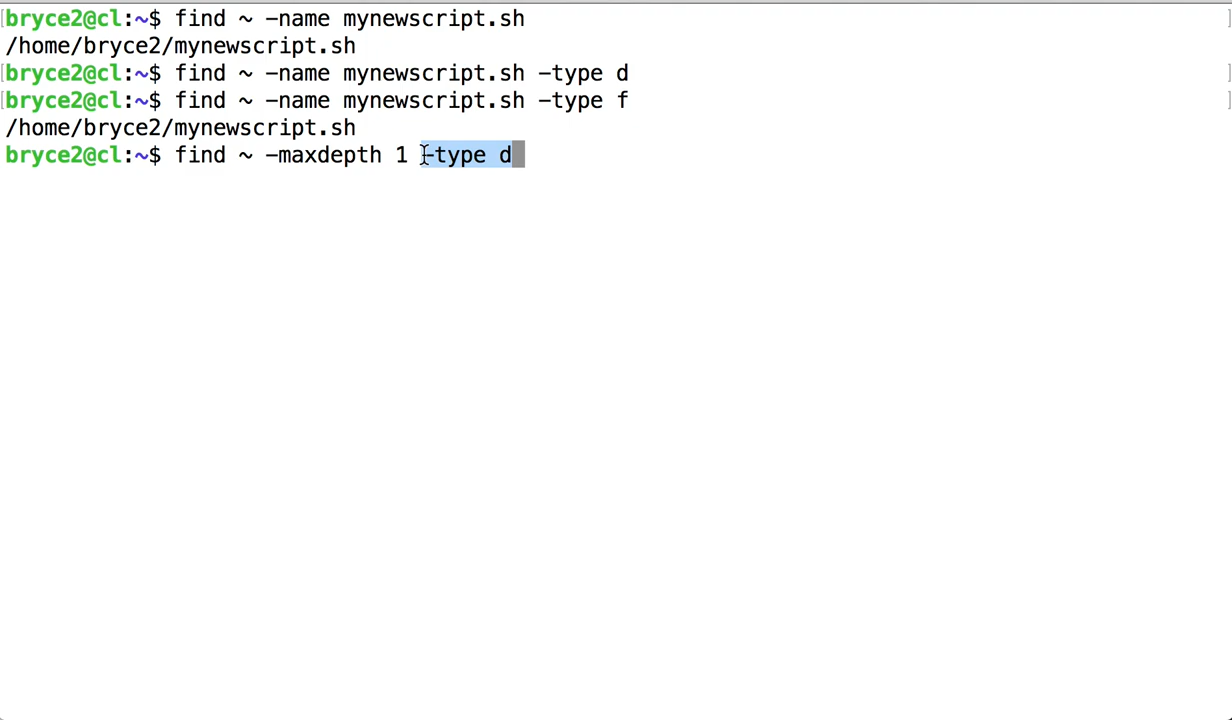 bryce2@cl:~$ find ~ -name mynewscript.sh
/home/bryce2/mynewscript.sh
bryce2@cl:~$ find ~ -name mynewscript.sh -type d
bryce2@cl:~$ find ~ -name mynewscript.sh -type f
/home/bryce2/mynewscript.sh
bryce2@cl:~$ find ~ -maxdepth 1 -type d